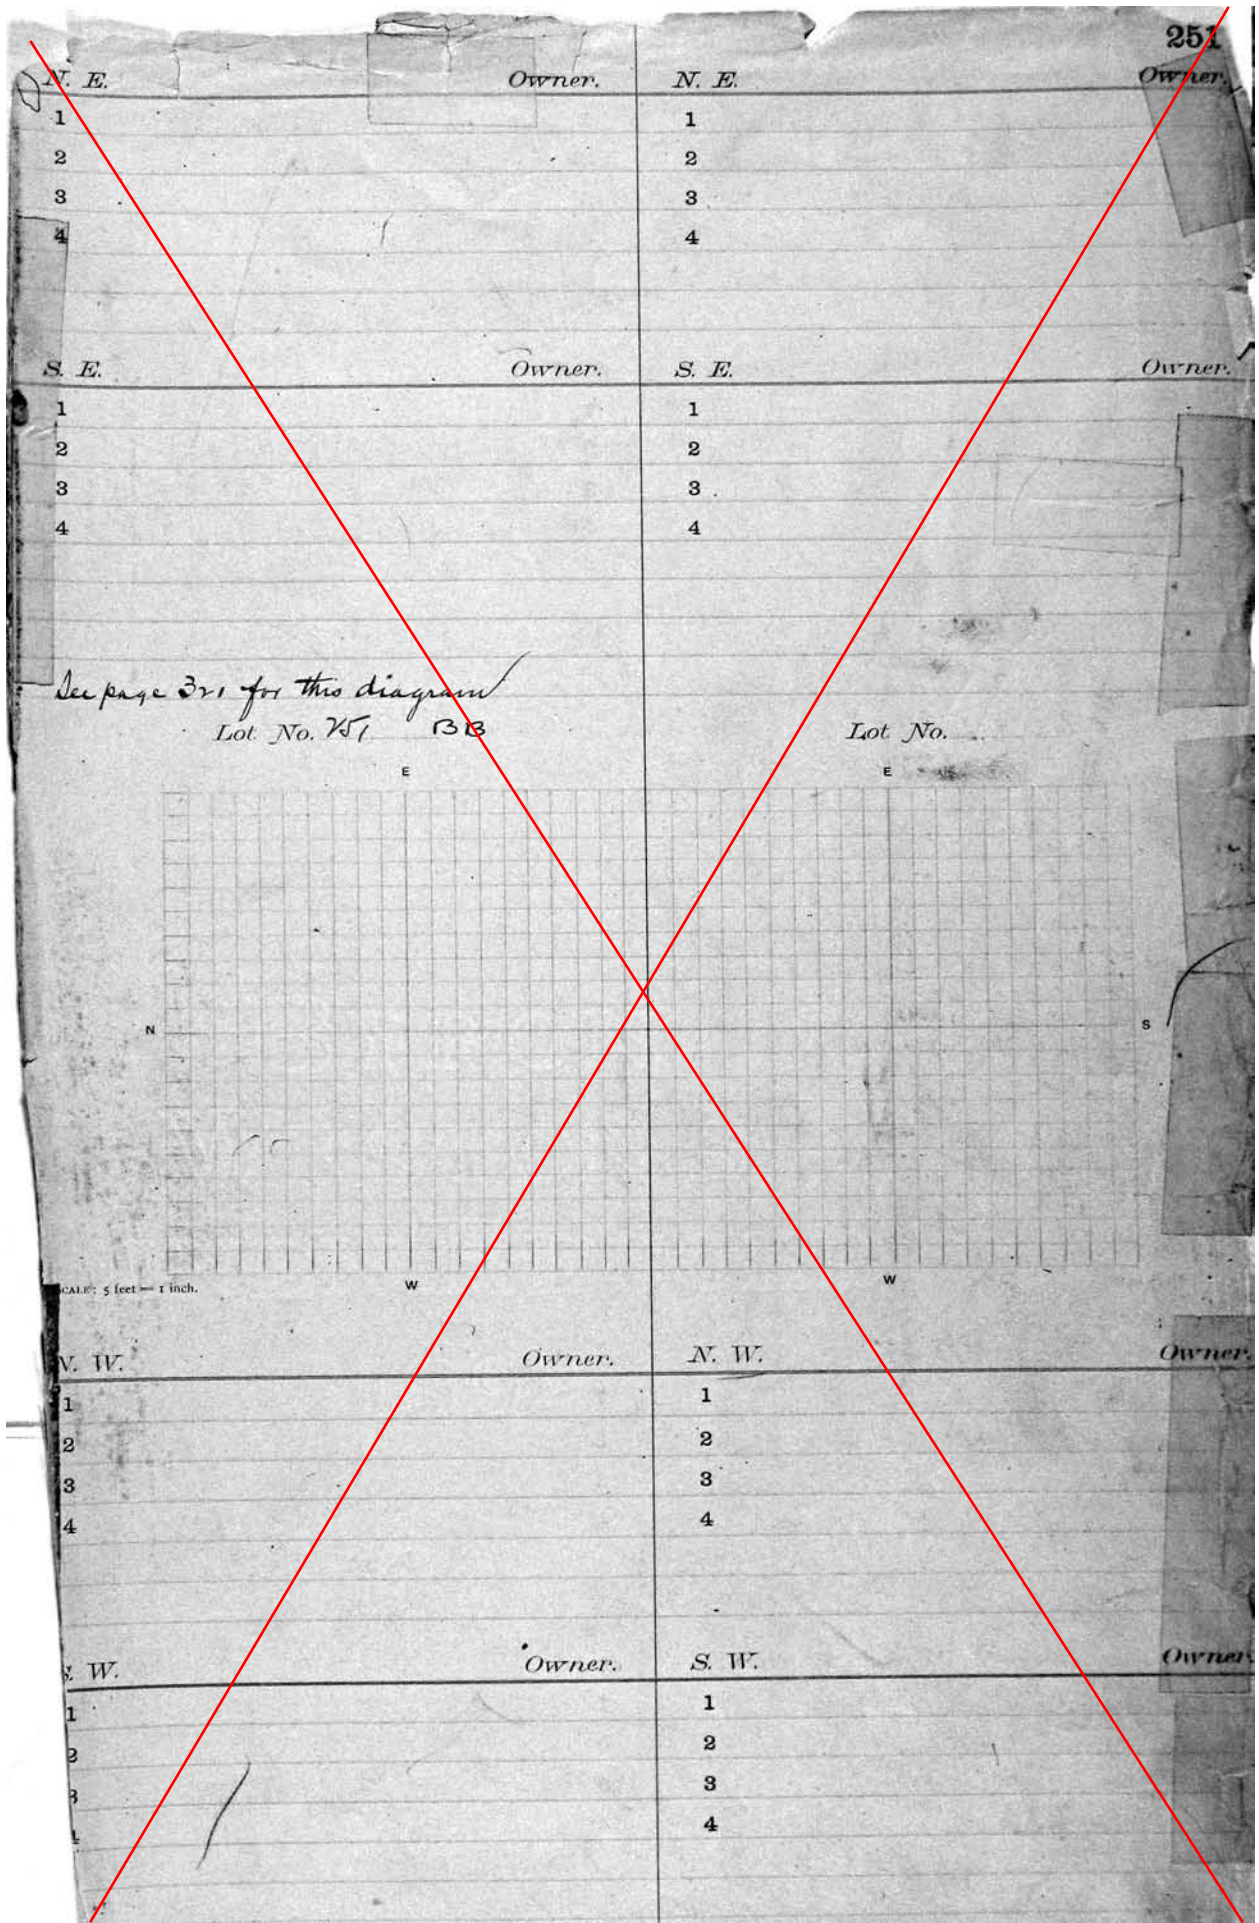 251
N. E. Owner. N. E. Owner.
1 1
2 2
3 3
4 4
S. E. Owner. S. E. Owner.
1 1
2 2
3 3
4 4
See page 321 for this diagram
Lot No. 251 BB Lot No.
E E
N S
W W
SCALE: 5 feet = 1 inch.
N. W. Owner. N. W. Owner.
1 1
2 2
3 3
4 4
S. W. Owner. S. W. Owner.
1 1
2 2
3 3
4 4